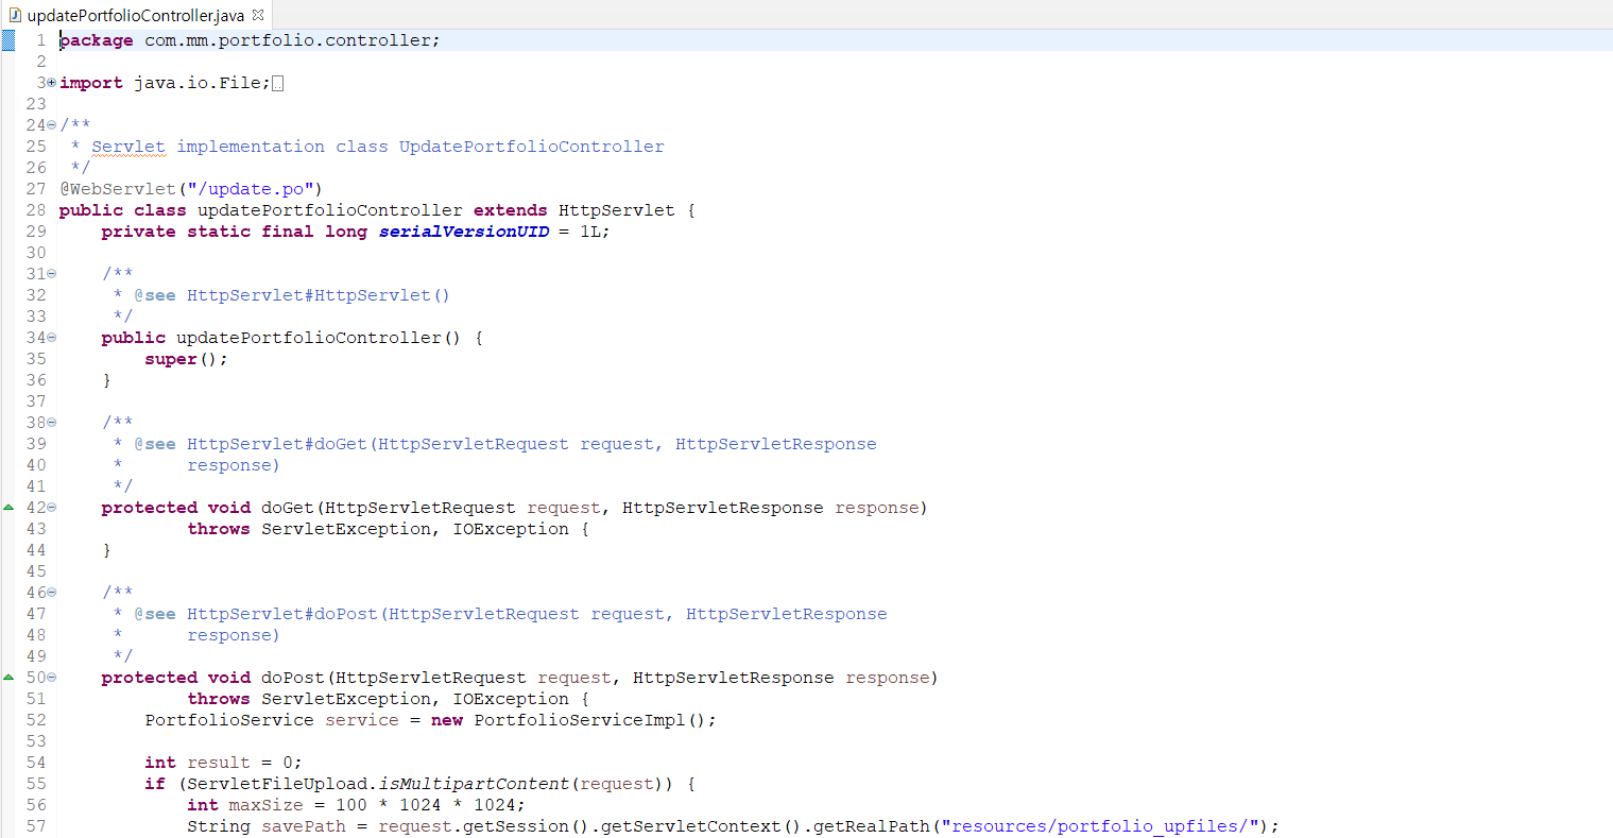 updatePortfolioController.java
1 package com.mm.portfolio.controller;
2
3 import java.io.File;
23
24 /**
25  * Servlet implementation class UpdatePortfolioController
26  */
27 @WebServlet("/update.po")
28 public class updatePortfolioController extends HttpServlet {
29     private static final long serialVersionUID = 1L;
30
31     /**
32      * @see HttpServlet#HttpServlet()
33      */
34     public updatePortfolioController() {
35         super();
36     }
37
38     /**
39      * @see HttpServlet#doGet(HttpServletRequest request, HttpServletResponse
40      *      response)
41      */
42     protected void doGet(HttpServletRequest request, HttpServletResponse response)
43             throws ServletException, IOException {
44     }
45
46     /**
47      * @see HttpServlet#doPost(HttpServletRequest request, HttpServletResponse
48      *      response)
49      */
50     protected void doPost(HttpServletRequest request, HttpServletResponse response)
51             throws ServletException, IOException {
52         PortfolioService service = new PortfolioServiceImpl();
53
54         int result = 0;
55         if (ServletFileUpload.isMultipartContent(request)) {
56             int maxSize = 100 * 1024 * 1024;
57             String savePath = request.getSession().getServletContext().getRealPath("resources/portfolio_upfiles/");